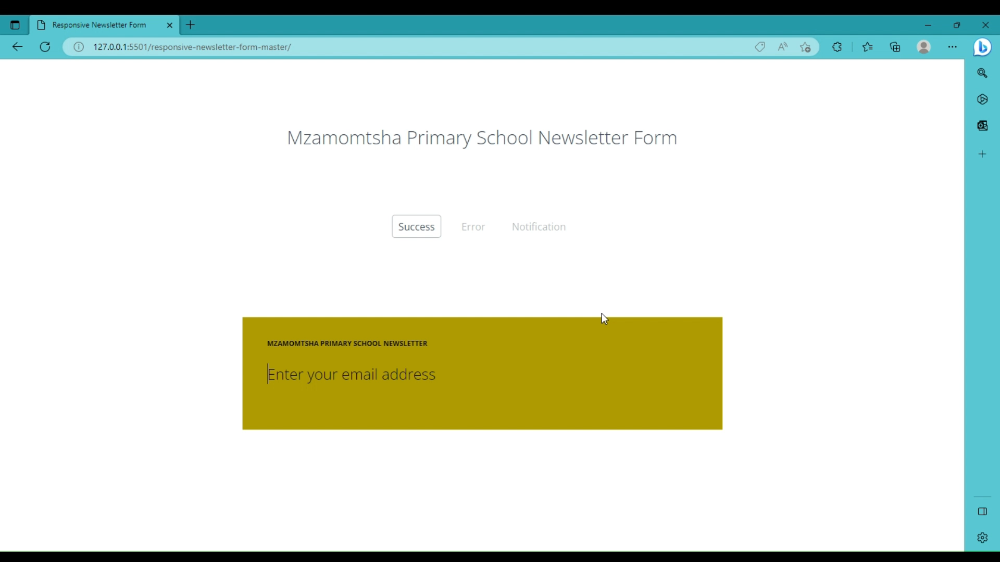 Responsive Newsletter Form
127.0.0.1:5501/responsive-newsletter-form-master/
Mzamomtsha Primary School Newsletter Form
Success Error Notification
MZAMOMTSHA PRIMARY SCHOOL NEWSLETTER
Enter your email address